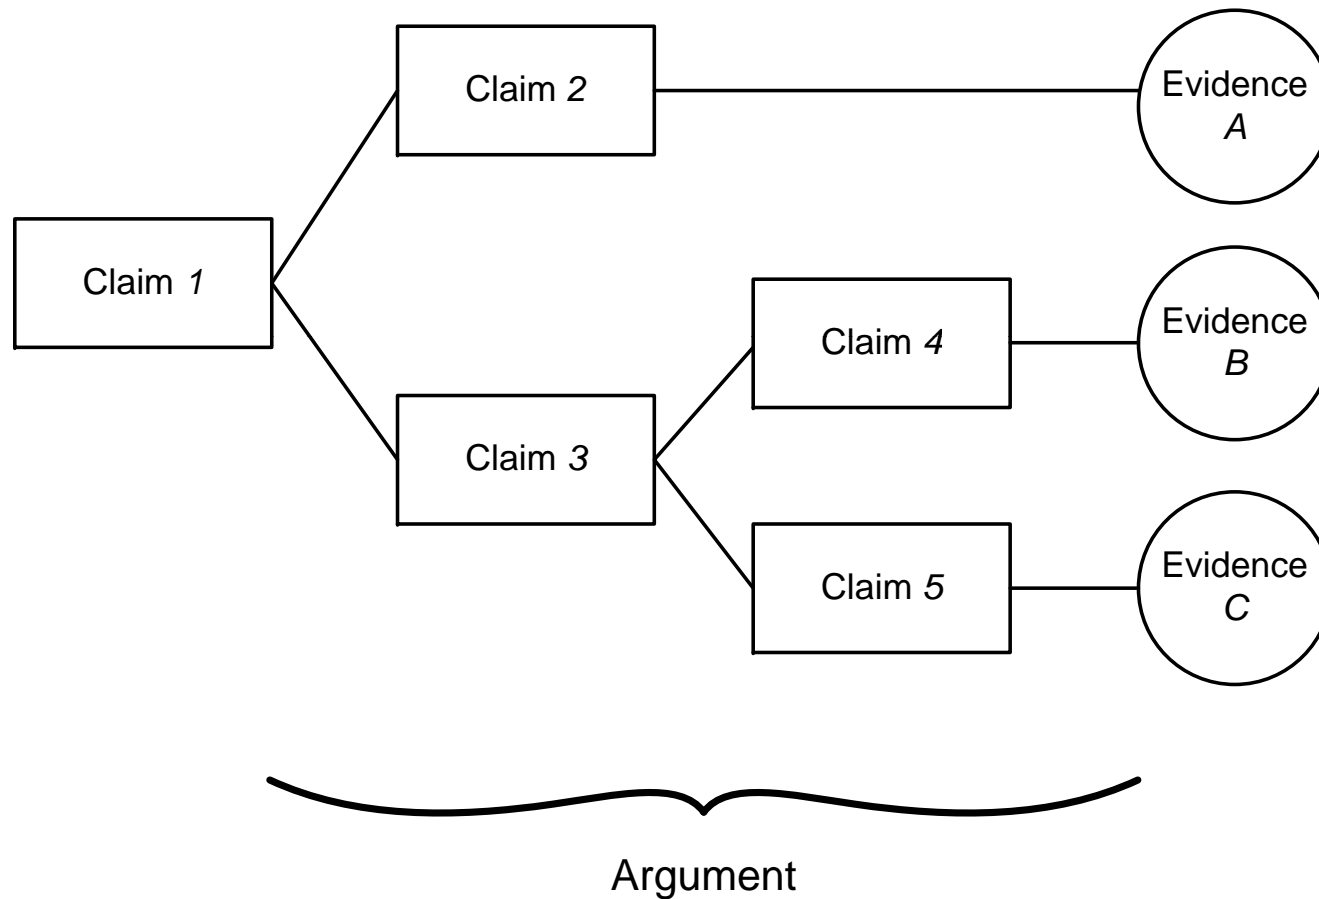 Claim 2
Evidence
A
Claim 1
Claim 4
Evidence
B
Claim 3
Claim 5
Evidence
C
Argument